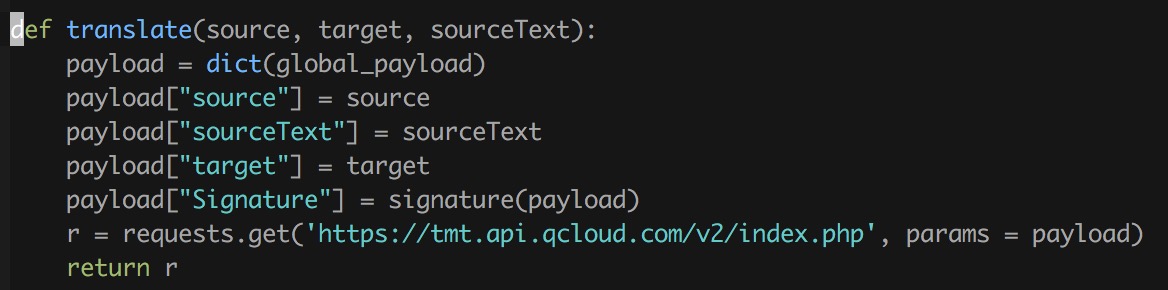 def translate(source, target, sourceText):
    payload = dict(global_payload)
    payload["source"] = source
    payload["sourceText"] = sourceText
    payload["target"] = target
    payload["Signature"] = signature(payload)
    r = requests.get('https://tmt.api.qcloud.com/v2/index.php', params = payload)
    return r